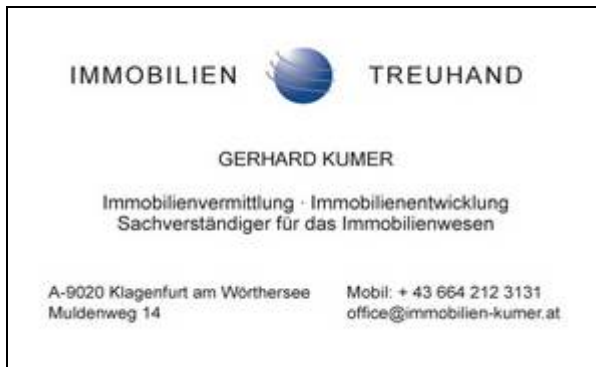 IMMOBILIEN TREUHAND
GERHARD KUMER
Immobilienvermittlung · Immobilienentwicklung
Sachverständiger für das Immobilienwesen
A-9020 Klagenfurt am Wörthersee
Muldenweg 14
Mobil: + 43 664 212 3131
office@immobilien-kumer.at